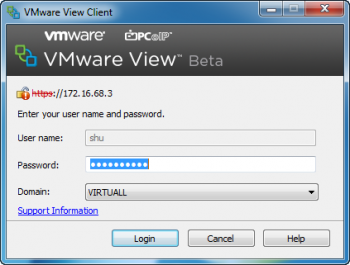 VMware View Client
vmware PCoIP
VMware View™ Beta
https://172.16.68.3
Enter your user name and password.
User name: shu
Password: ••••••••••
Domain: VIRTUALL
Support Information
Login Cancel Help